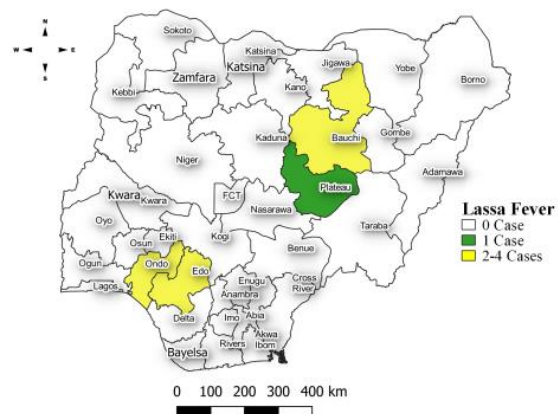 N
W E
S
Sokoto
Katsina
Katsina
Jigawa
Yobe
Borno
Zamfara
Kano
Kebbi
Kaduna
Bauchi
Gombe
Niger
Adamawa
Plateau
Kwara
Kwara
FCT
Nasarawa
Taraba
Oyo
Ekiti
Kogi
Osun
Benue
Ogun
Ondo
Edo
Enugu
Cross
River
Lagos
Anambra
Delta
Imo
Abia
Akwa
Ibom
Bayelsa
Rivers
Lassa Fever
0 Case
1 Case
2-4 Cases
0 100 200 300 400 km